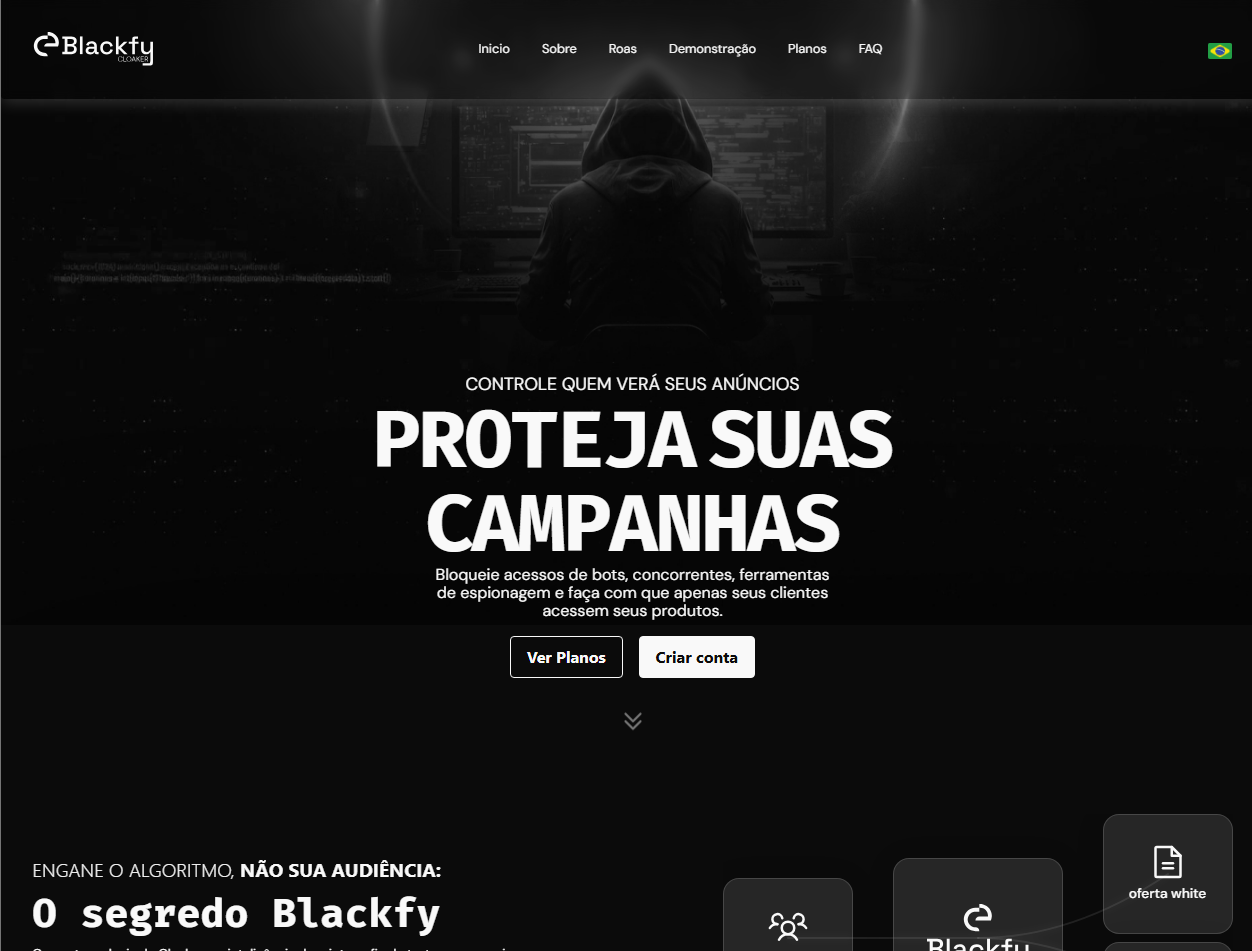 Blackfy
CLOAKER
Inicio
Sobre
Roas
Demonstração
Planos
FAQ
CONTROLE QUEM VERÁ SEUS ANÚNCIOS
PROTEJA SUAS
CAMPANHAS
Bloqueie acessos de bots, concorrentes, ferramentas
de espionagem e faça com que apenas seus clientes
acessem seus produtos.
Ver Planos
Criar conta
ENGANE O ALGORITMO, NÃO SUA AUDIÊNCIA:
O segredo Blackfy
oferta white
Blackfy